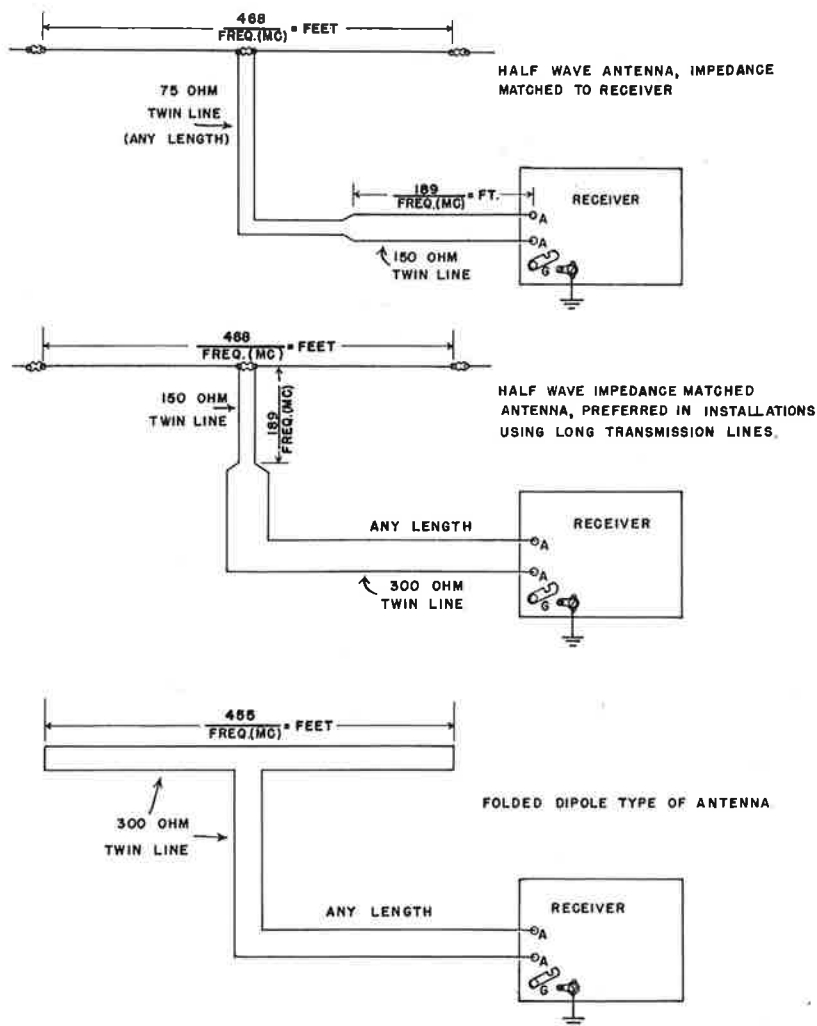 468
FREQ.(MC) = FEET
HALF WAVE ANTENNA, IMPEDANCE
MATCHED TO RECEIVER
75 OHM
TWIN LINE
(ANY LENGTH)
189
FREQ.(MC) = FT.
RECEIVER
A
A
G
150 OHM
TWIN LINE
468
FREQ.(MC) = FEET
150 OHM
TWIN LINE
189
FREQ.(MC)
HALF WAVE IMPEDANCE MATCHED
ANTENNA, PREFERRED IN INSTALLATIONS
USING LONG TRANSMISSION LINES.
ANY LENGTH
RECEIVER
A
A
G
300 OHM
TWIN LINE
455
FREQ.(MC) = FEET
300 OHM
TWIN LINE
FOLDED DIPOLE TYPE OF ANTENNA
ANY LENGTH
RECEIVER
A
A
G